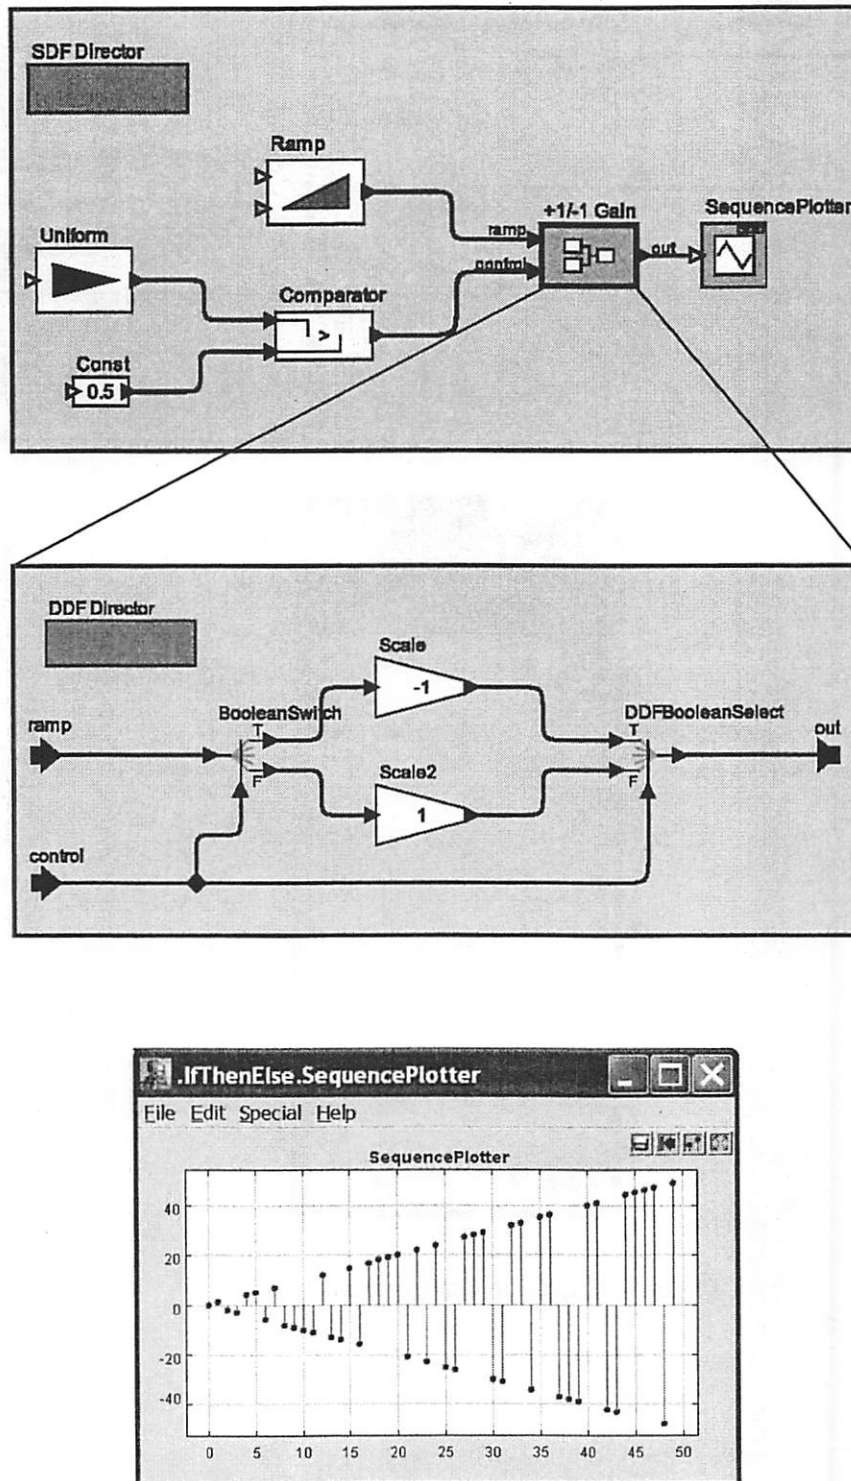 SDF Director
Ramp
+1/-1 Gain
SequencePlotter
ramp
out
Uniform
control
Comparator
>
Const
0.5
DDF Director
Scale
-1
ramp
BooleanSwitch
T
DDFBooleanSelect
T
out
F
Scale2
F
1
control
.IfThenElse.SequencePlotter
File Edit Special Help
SequencePlotter
40
20
0
-20
-40
0 5 10 15 20 25 30 35 40 45 50